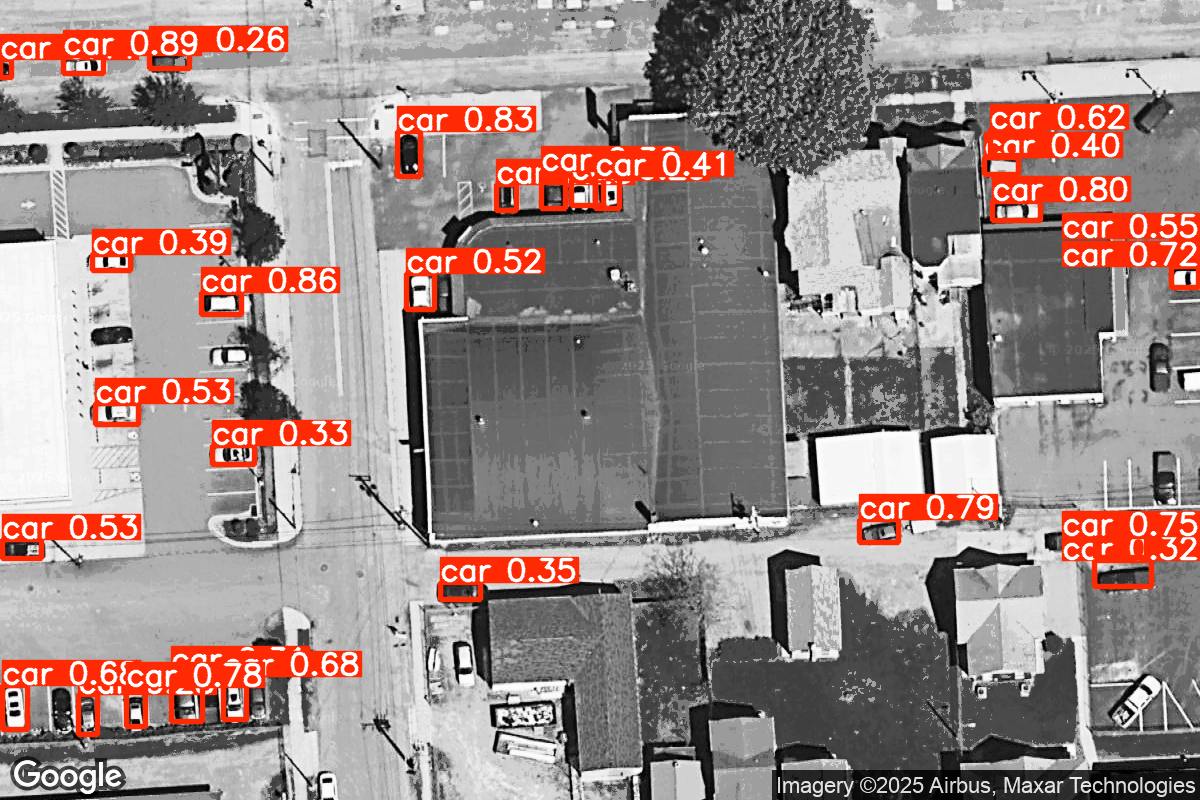 car
car 0.89
0.26
car 0.83
car 0.62
0.40
car
car 0.41
car 0.80
car 0.39
car 0.55
car 0.52
car 0.72
car 0.86
car 0.53
car 0.33
car 0.79
car 0.53
car 0.75
0.32
car 0.35
0.68
car 0.68
0.78
Google
Imagery ©2025 Airbus, Maxar Technologies